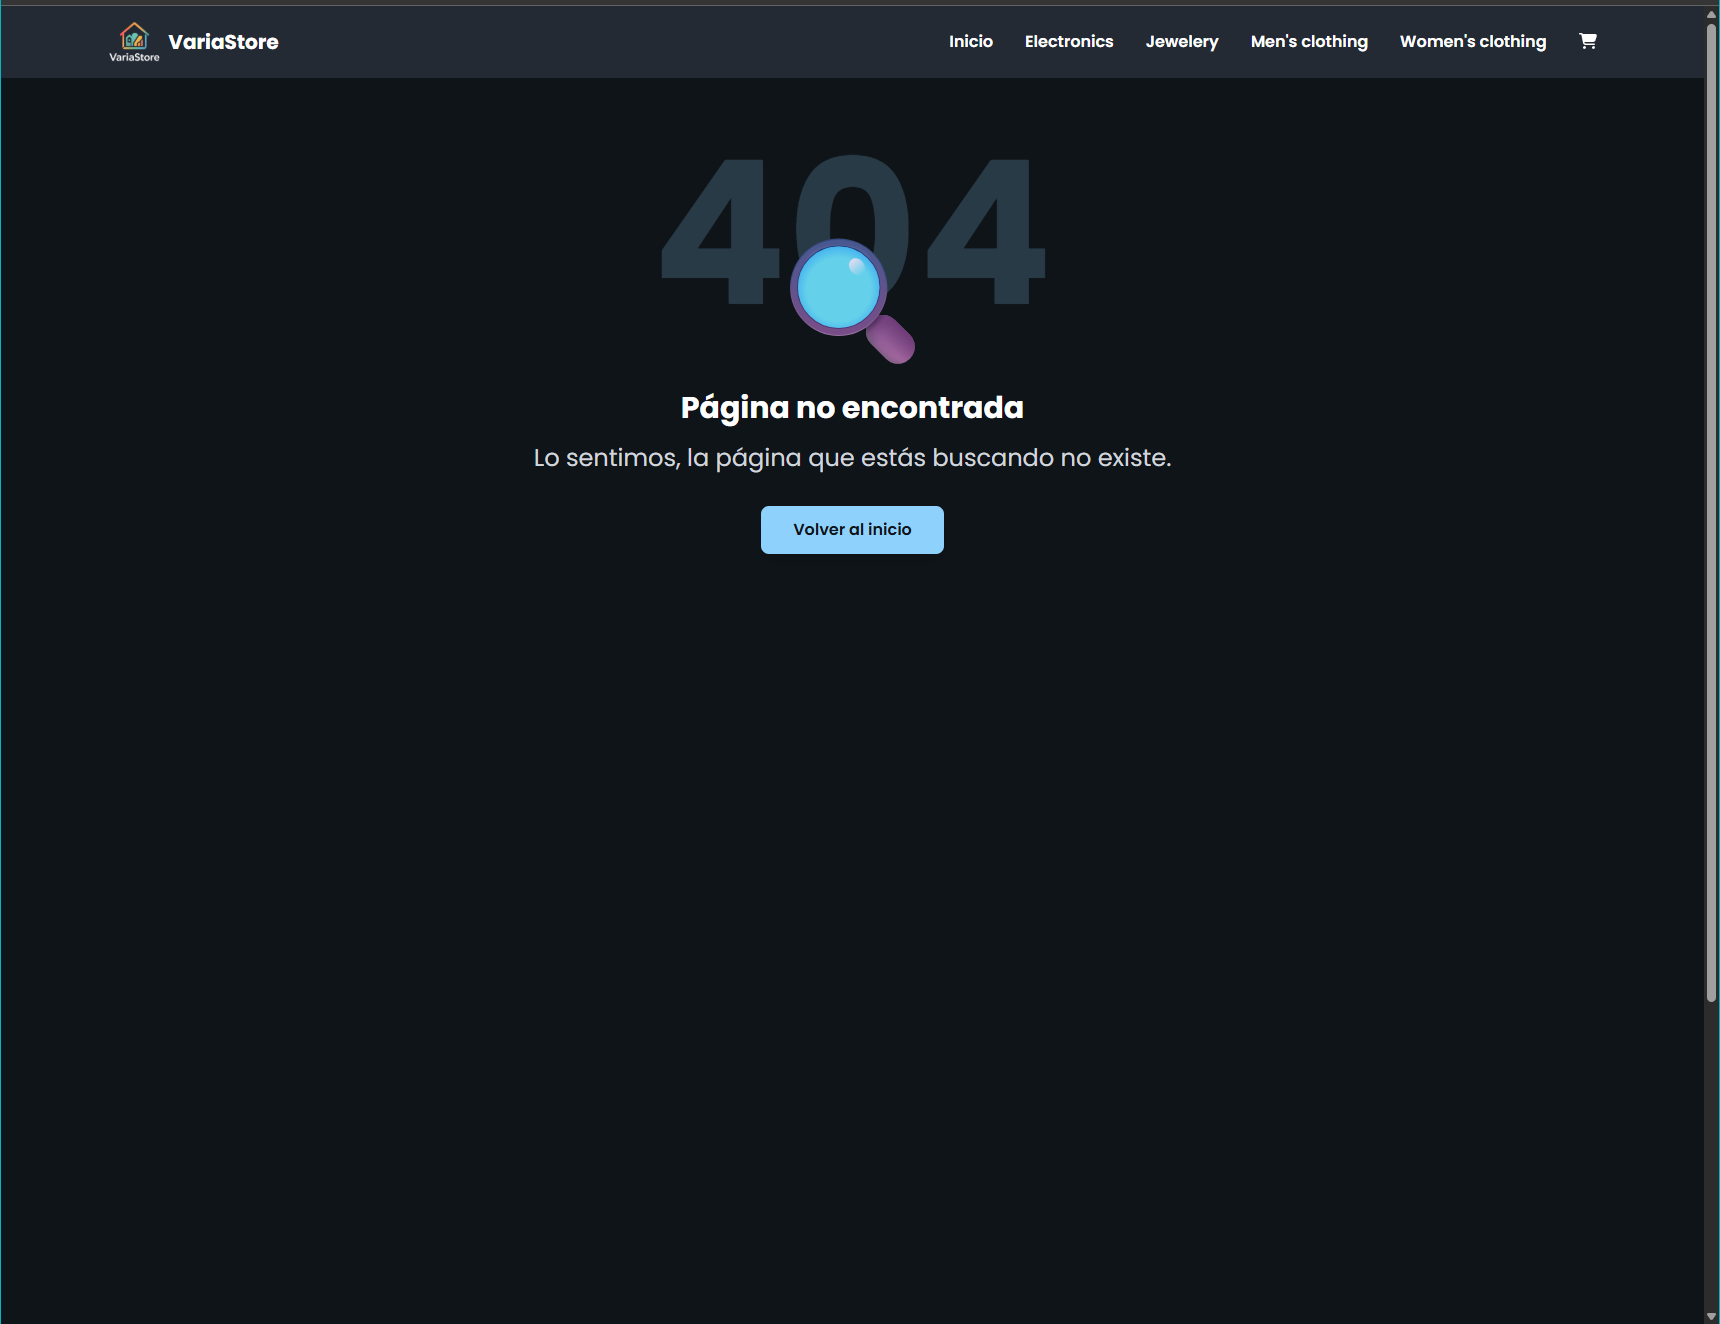 VariaStore
VariaStore
Inicio Electronics Jewelery Men's clothing Women's clothing
404
Página no encontrada
Lo sentimos, la página que estás buscando no existe.
Volver al inicio